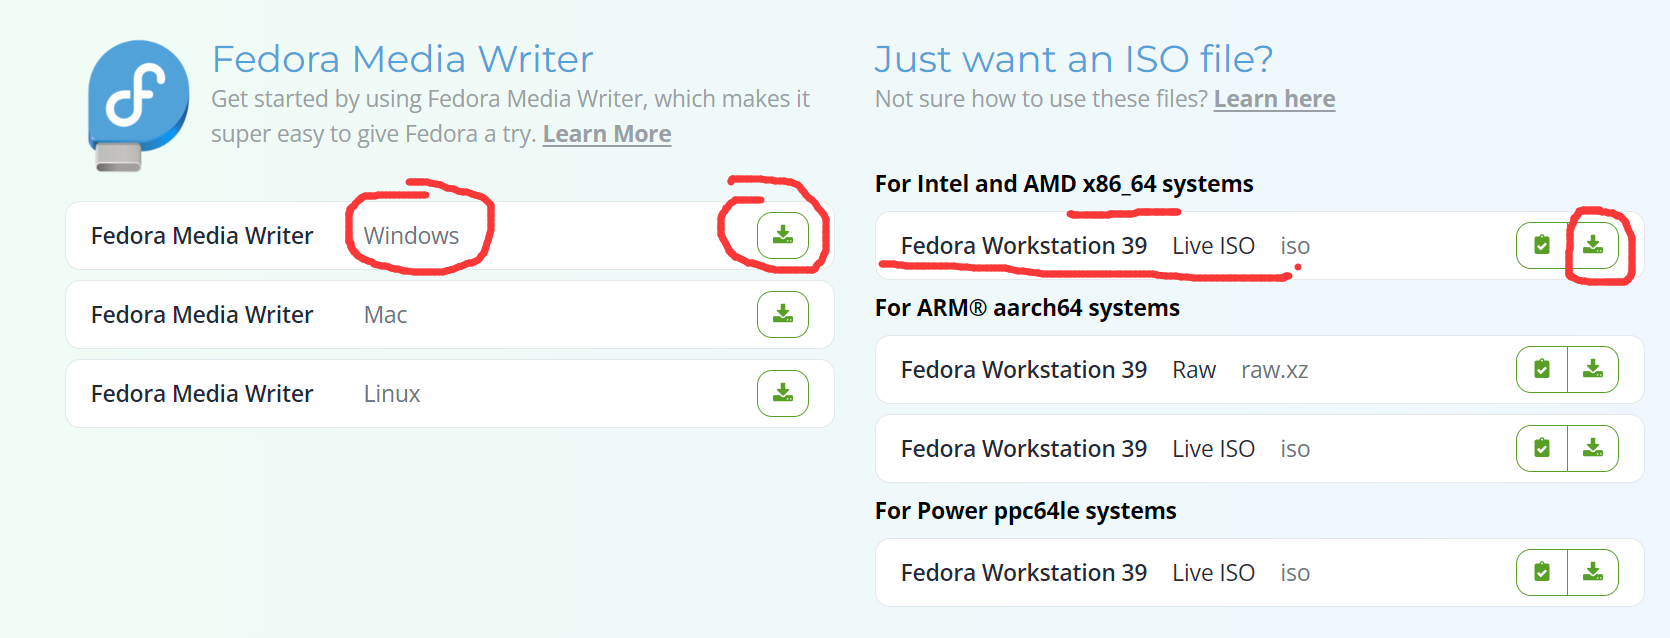 Fedora Media Writer
Get started by using Fedora Media Writer, which makes it
super easy to give Fedora a try. Learn More
Fedora Media Writer Windows
Fedora Media Writer Mac
Fedora Media Writer Linux
Just want an ISO file?
Not sure how to use these files? Learn here
For Intel and AMD x86_64 systems
Fedora Workstation 39 Live ISO iso
For ARM® aarch64 systems
Fedora Workstation 39 Raw raw.xz
Fedora Workstation 39 Live ISO iso
For Power ppc64le systems
Fedora Workstation 39 Live ISO iso